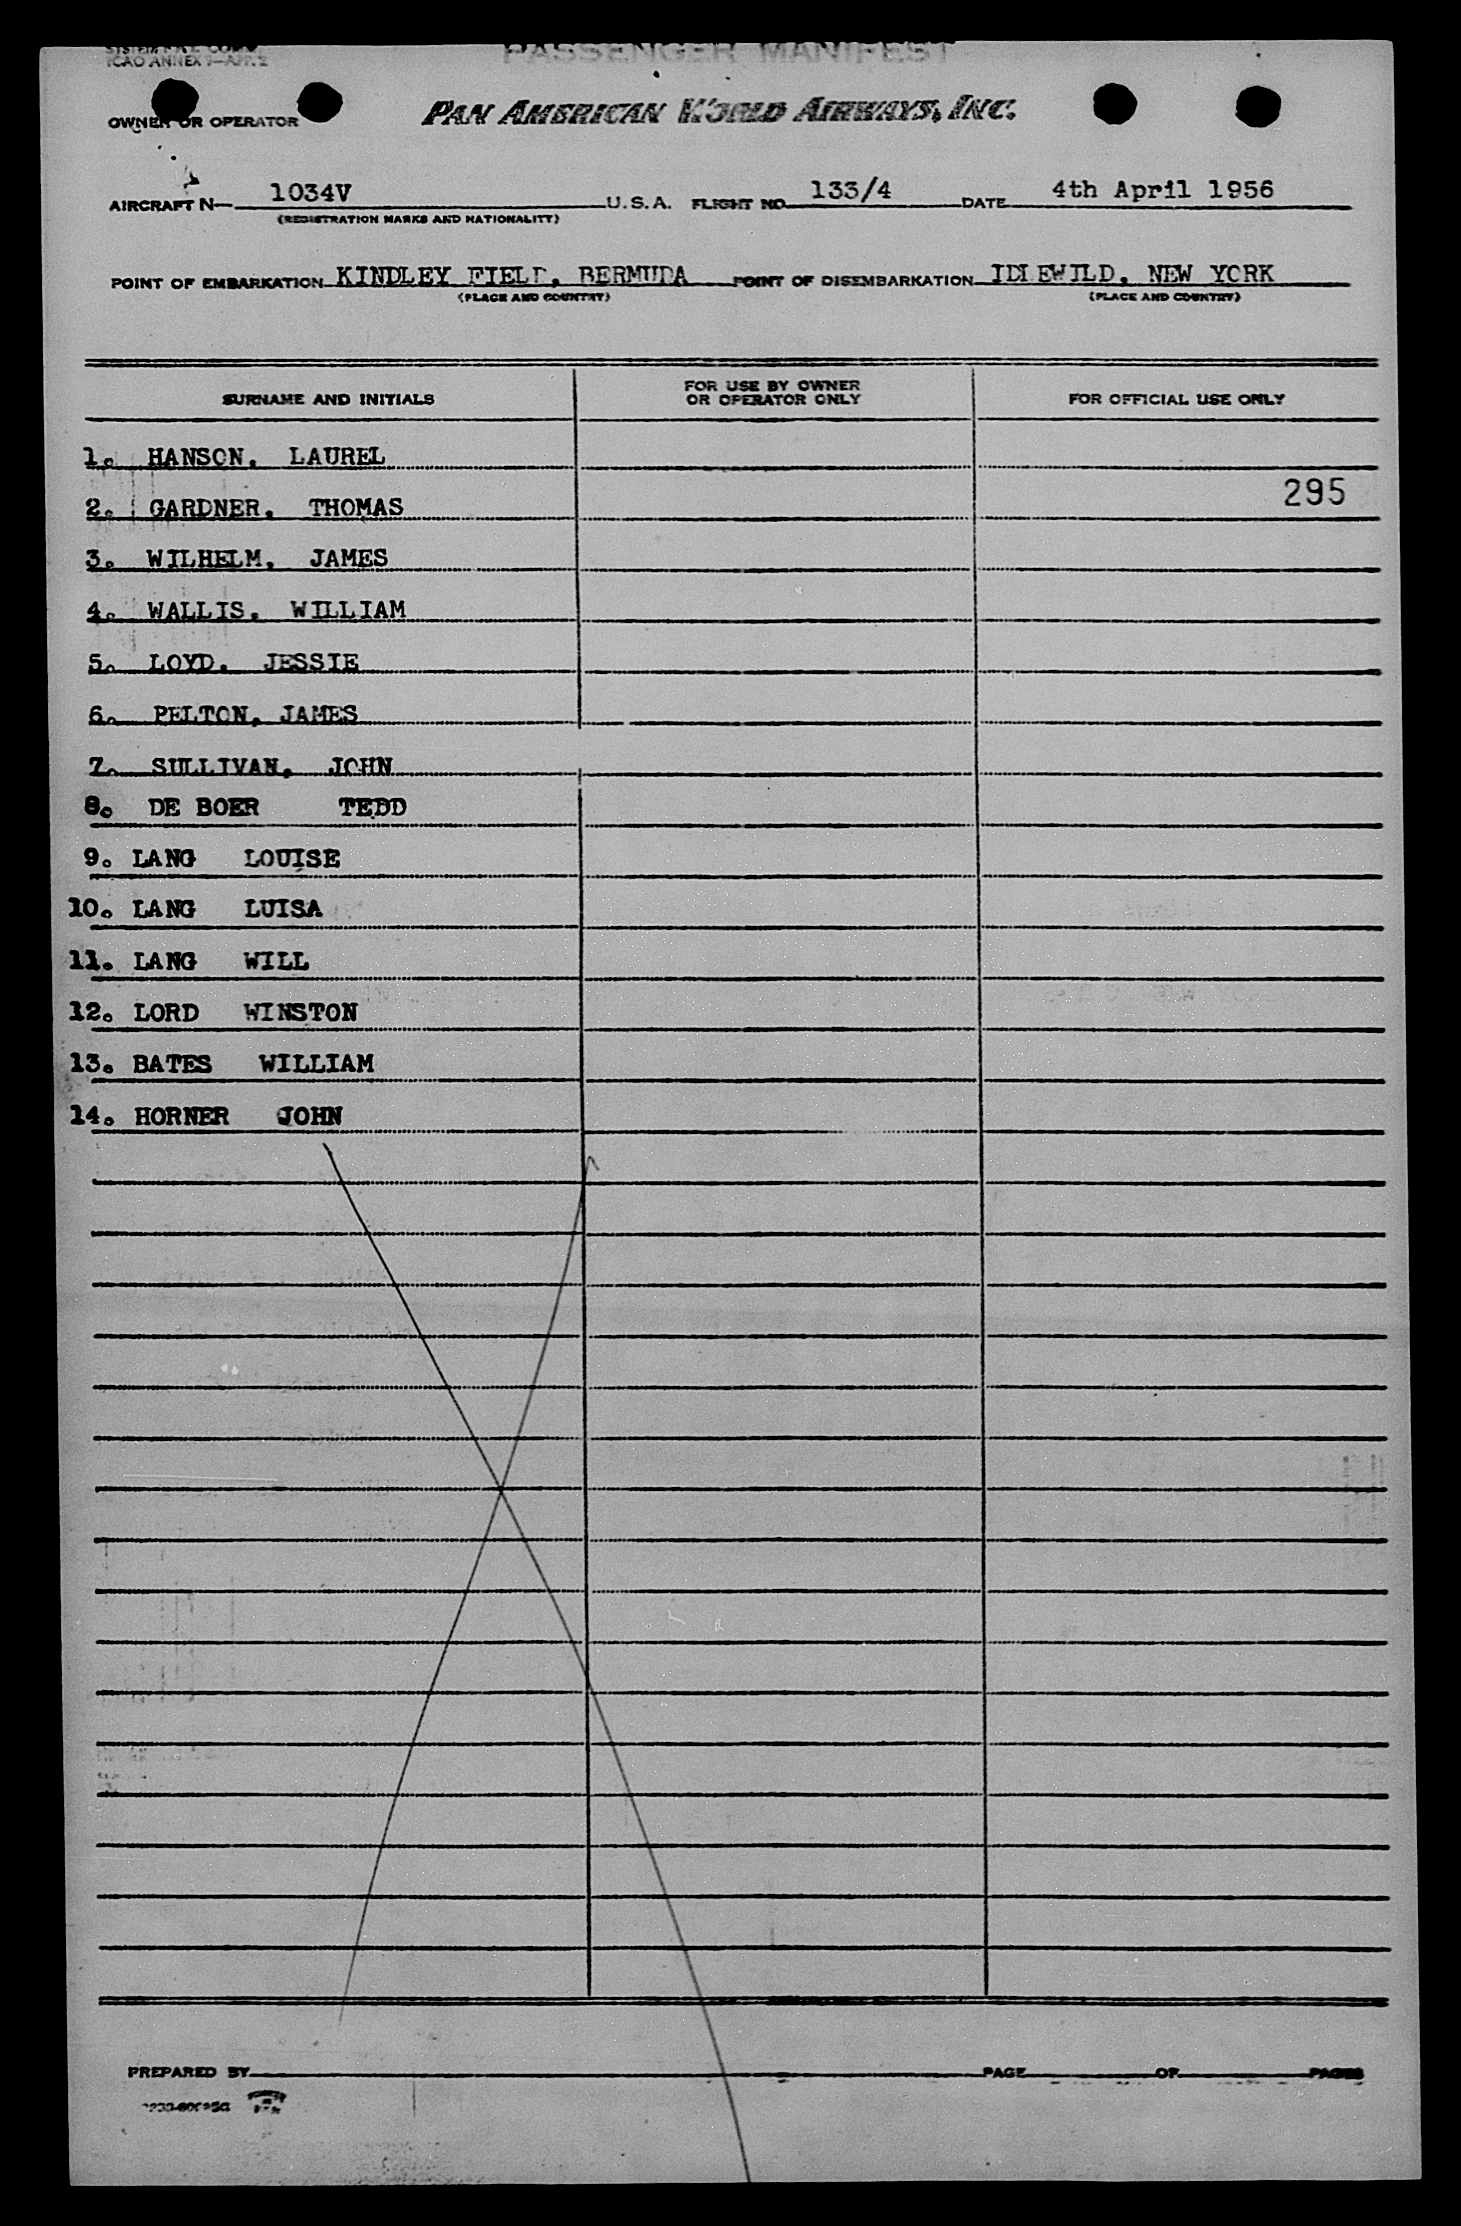 PASSENGER MANIFEST
ICAO ANNEX 9—APP. 2
OWNER OR OPERATOR PAN AMERICAN WORLD AIRWAYS, INC.
AIRCRAFT N— 1034V U.S.A. FLIGHT NO. 133/4 DATE 4th April 1956
(REGISTRATION MARKS AND NATIONALITY)
POINT OF EMBARKATION KINDLEY FIELD, BERMUDA POINT OF DISEMBARKATION IDLEWILD, NEW YORK
(PLACE AND COUNTRY) (PLACE AND COUNTRY)
SURNAME AND INITIALS FOR USE BY OWNER OR OPERATOR ONLY FOR OFFICIAL USE ONLY
1. HANSON, LAUREL
295
2. GARDNER, THOMAS
3. WILHELM, JAMES
4. WALLIS, WILLIAM
5. LOYD, JESSIE
6. PELTON, JAMES
7. SULLIVAN, JOHN
8. DE BOER TEDD
9. LANG LOUISE
10. LANG LUISA
11. LANG WILL
12. LORD WINSTON
13. BATES WILLIAM
14. HORNER JOHN
PREPARED BY PAGE OF PAGES